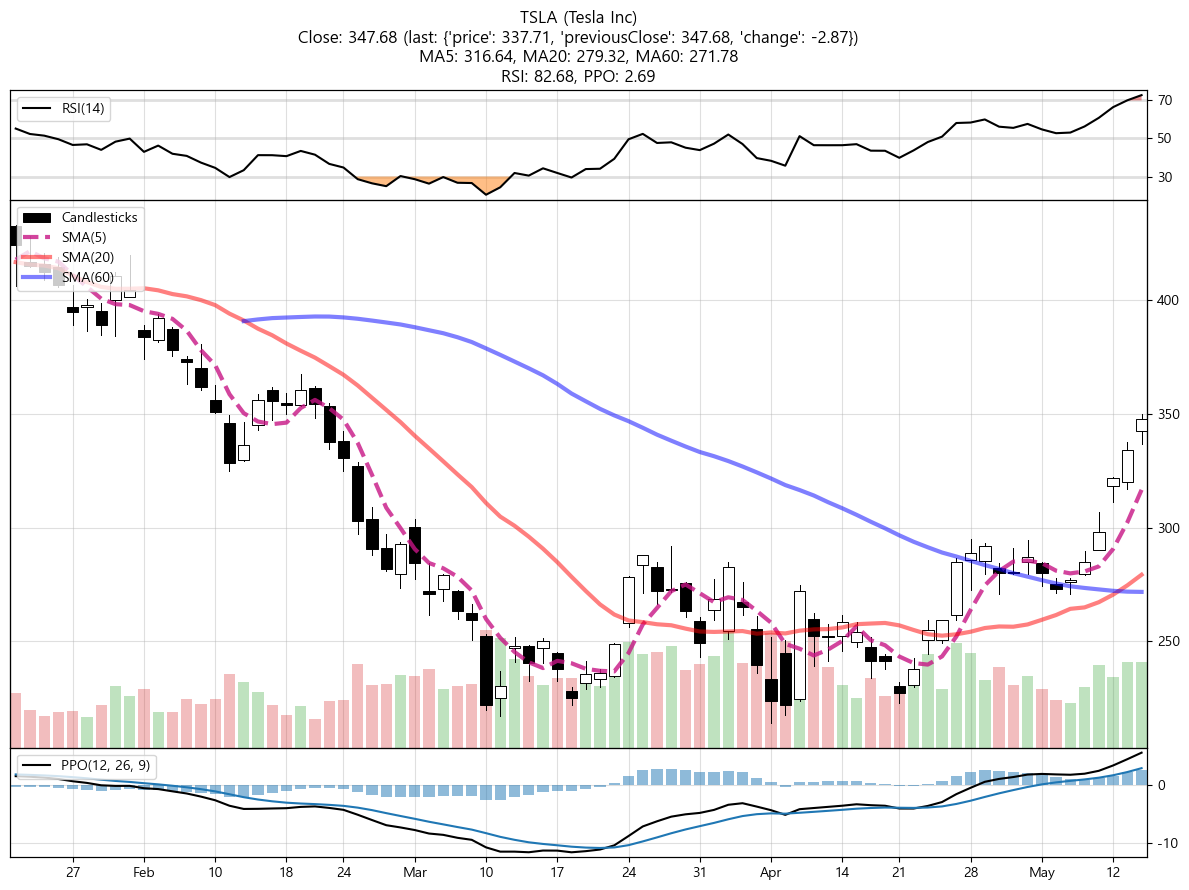 TSLA (Tesla Inc)
Close: 347.68 (last: {'price': 337.71, 'previousClose': 347.68, 'change': -2.87})
MA5: 316.64, MA20: 279.32, MA60: 271.78
RSI: 82.68, PPO: 2.69
RSI(14)
70
50
30
Candlesticks
SMA(5)
SMA(20)
SMA(60)
400
350
300
250
PPO(12, 26, 9)
0
-10
27 Feb 10 18 24 Mar 10 17 24 31 Apr 14 21 28 May 12